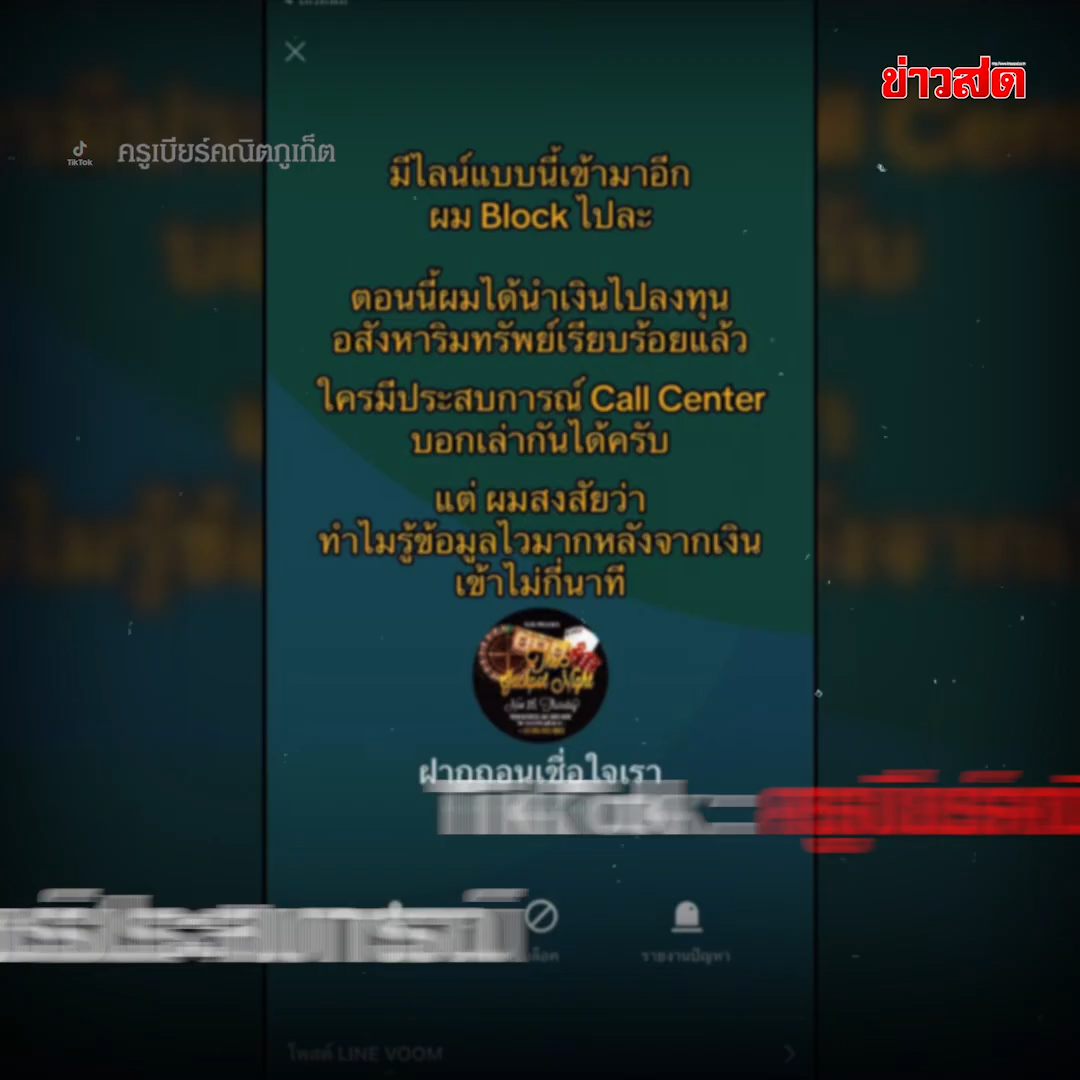 ข่าวสด
TikTok
ครูเบียร์คณิตภูเก็ต
มีไลน์แบบนี้เข้ามาอีก
ผม Block ไปละ
ตอนนี้ผมได้นำเงินไปลงทุน
อสังหาริมทรัพย์เรียบร้อยแล้ว
ใครมีประสบการณ์ Call Center
บอกเล่ากันได้ครับ
แต่ ผมสงสัยว่า
ทำไมรู้ข้อมูลไวมากหลังจากเงิน
เข้าไม่กี่นาที
ฝากถอนเชื่อใจเรา
รายงานปัญหา
โพสต์ LINE VOOM